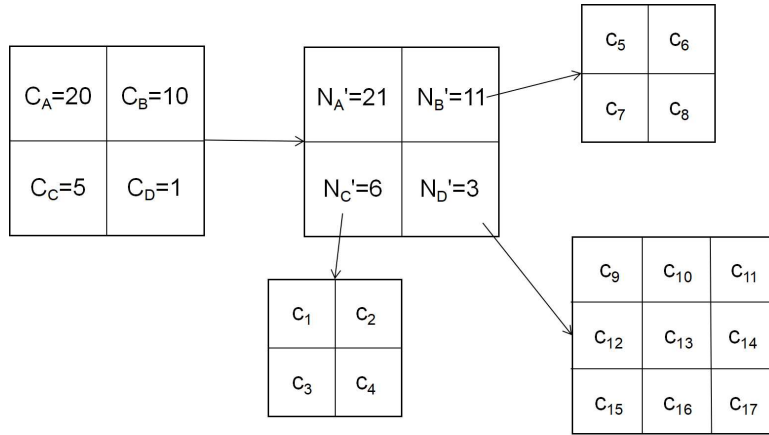 C_A=20 C_B=10
C_C=5 C_D=1
N_A'=21 N_B'=11
N_C'=6 N_D'=3
C_5 C_6
C_7 C_8
C_1 C_2
C_3 C_4
C_9 C_10 C_11
C_12 C_13 C_14
C_15 C_16 C_17